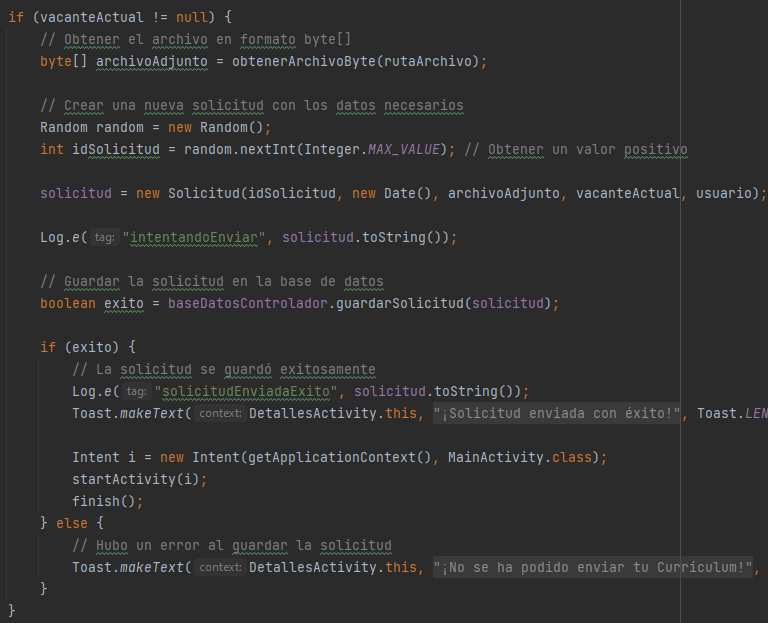 if (vacanteActual != null) {
    // Obtener el archivo en formato byte[]
    byte[] archivoAdjunto = obtenerArchivoByte(rutaArchivo);
    // Crear una nueva solicitud con los datos necesarios
    Random random = new Random();
    int idSolicitud = random.nextInt(Integer.MAX_VALUE); // Obtener un valor positivo
    solicitud = new Solicitud(idSolicitud, new Date(), archivoAdjunto, vacanteActual, usuario);
    Log.e( tag: "intentandoEnviar", solicitud.toString());
    // Guardar la solicitud en la base de datos
    boolean exito = baseDatosControlador.guardarSolicitud(solicitud);
    if (exito) {
        // La solicitud se guardó exitosamente
        Log.e( tag: "solicitudEnviadaExito", solicitud.toString());
        Toast.makeText( context: DetallesActivity.this, "¡Solicitud enviada con éxito!", Toast.LEN
        Intent i = new Intent(getApplicationContext(), MainActivity.class);
        startActivity(i);
        finish();
    } else {
        // Hubo un error al guardar la solicitud
        Toast.makeText( context: DetallesActivity.this, "¡No se ha podido enviar tu Currículum!",
    }
}